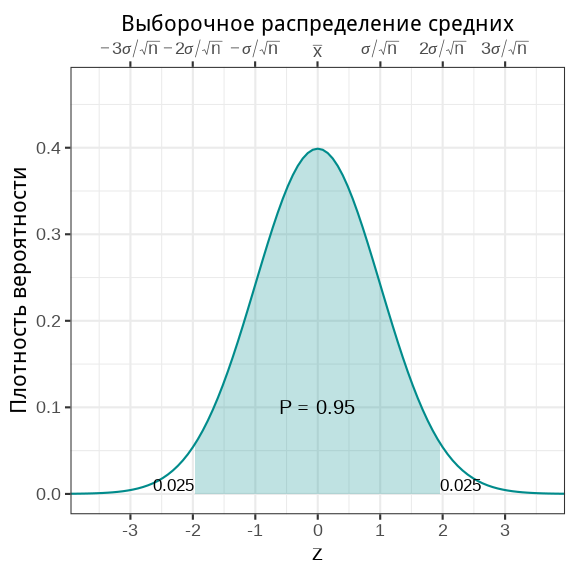 Выборочное распределение средних
−3σ/√n −2σ/√n −σ/√n x̅ σ/√n 2σ/√n 3σ/√n
Плотность вероятности
0.4
0.3
0.2
0.1
0.0
P = 0.95
0.025 0.025
-3 -2 -1 0 1 2 3
z